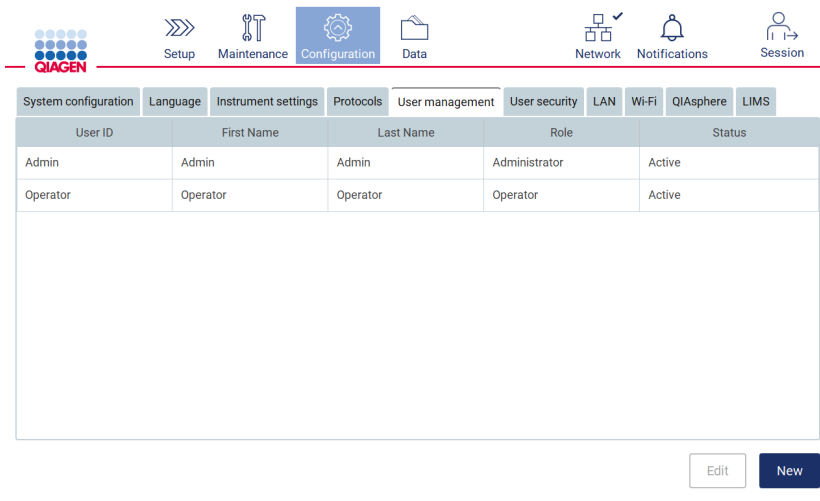 QIAGEN
Setup Maintenance Configuration Data Network Notifications Session
System configuration Language Instrument settings Protocols User management User security LAN Wi-Fi QIAsphere LIMS
User ID First Name Last Name Role Status
Admin Admin Admin Administrator Active
Operator Operator Operator Operator Active
Edit New